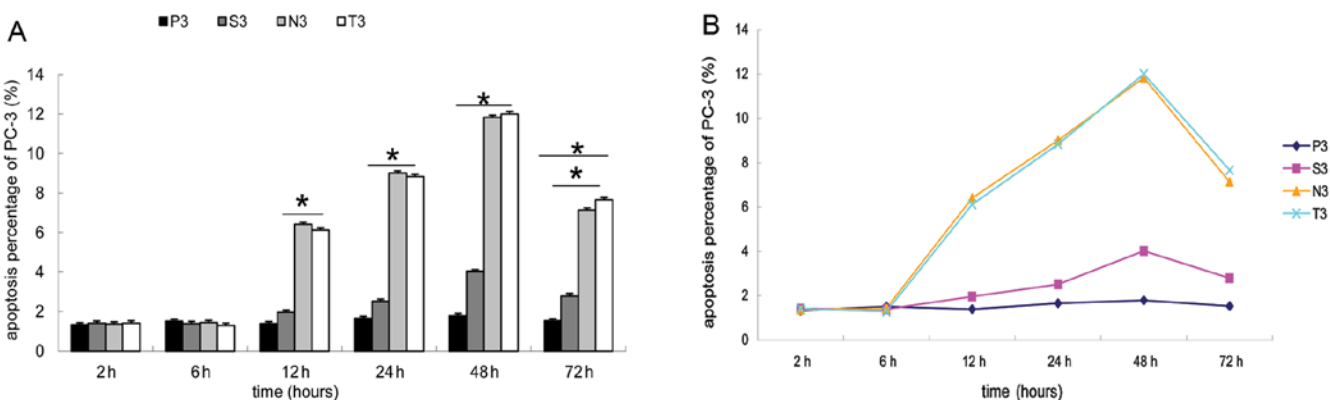 A
P3 S3 N3 T3
apoptosis percentage of PC-3 (%)
14
12
10
8
6
4
2
0
* * * * *
2 h 6 h 12 h 24 h 48 h 72 h
time (hours)
B
apoptosis percentage of PC-3 (%)
14
12
10
8
6
4
2
0
2 h 6 h 12 h 24 h 48 h 72 h
time (hours)
P3
S3
N3
T3